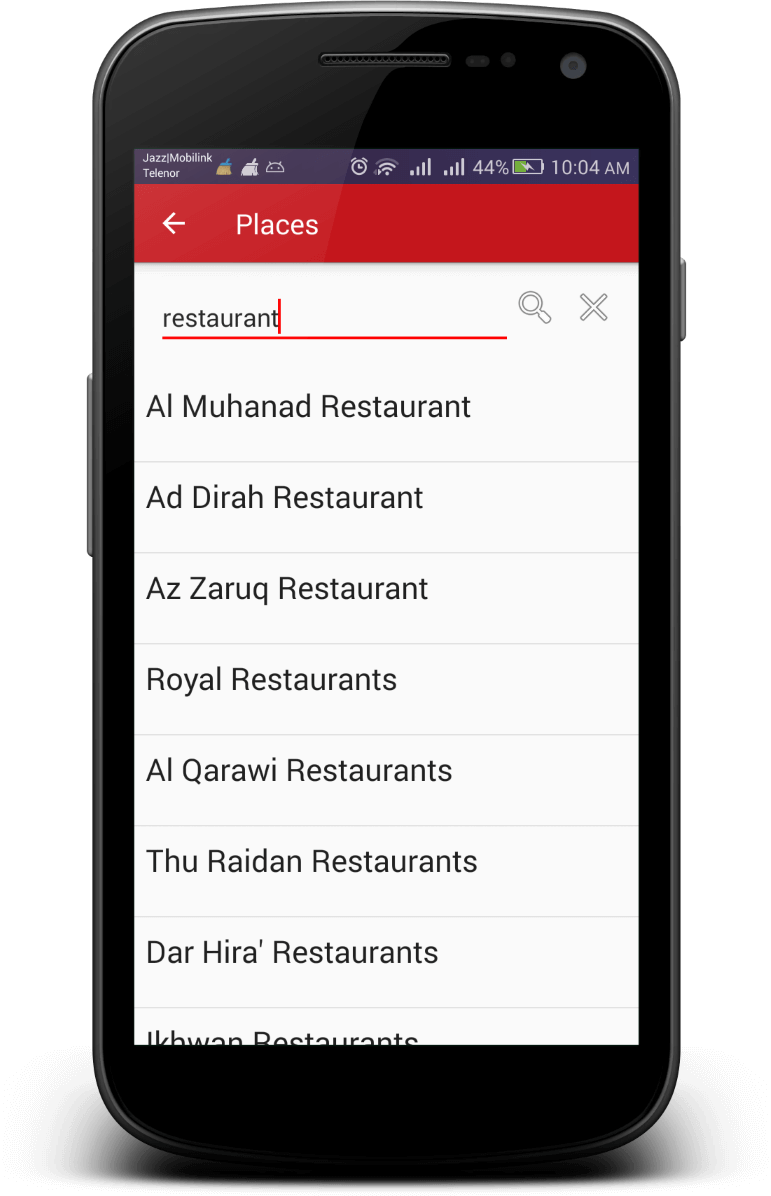 Jazz|Mobilink
Telenor
44%
10:04 AM
Places
restaurant
Al Muhanad Restaurant
Ad Dirah Restaurant
Az Zaruq Restaurant
Royal Restaurants
Al Qarawi Restaurants
Thu Raidan Restaurants
Dar Hira' Restaurants
Ikhwan Restaurants